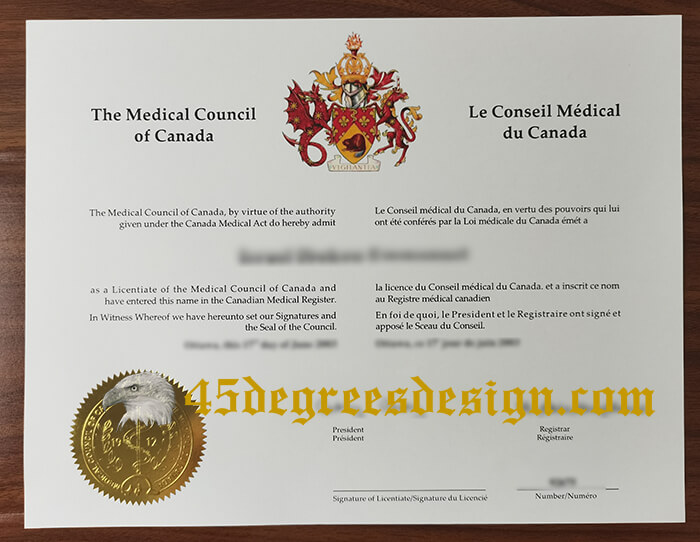 The Medical Council
of Canada
Le Conseil Médical
du Canada
VIGILANTIA
The Medical Council of Canada, by virtue of the authority
given under the Canada Medical Act do hereby admit
Le Conseil médical du Canada, en vertu des pouvoirs qui lui
ont été conférés par la Loi médicale du Canada émét a
as a Licentiate of the Medical Council of Canada and
have entered this name in the Canadian Medical Register.
la licence du Conseil médical du Canada. et a inscrit ce nom
au Registre médical canadien
In Witness Whereof we have hereunto set our Signatures and
the Seal of the Council.
En foi de quoi, le President et le Registraire ont signé et
apposé le Sceau du Conseil.
45degreesdesign.com
1912
President
Président
Registrar
Régistraire
Signature of Licentiate/Signature du Licencié
Number/Numéro